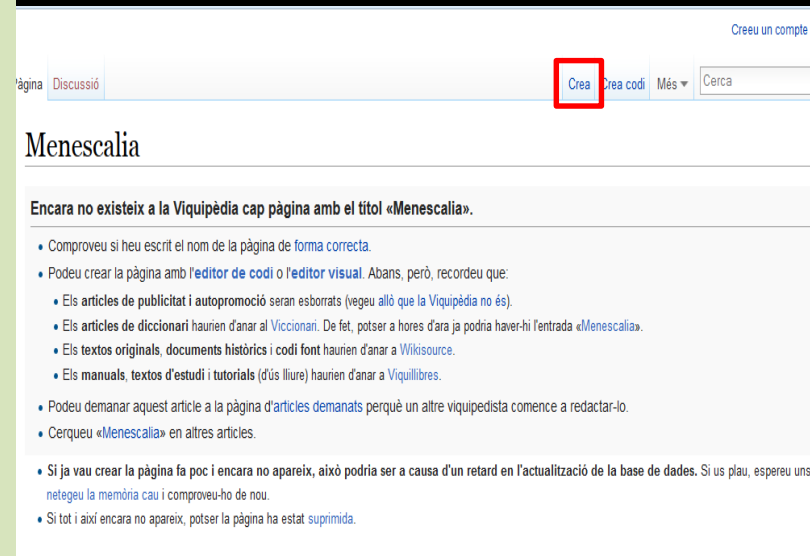 Creeu un compte
Pàgina Discussió Crea Crea codi Més Cerca
Menescalia
Encara no existeix a la Viquipèdia cap pàgina amb el títol «Menescalia».
Comproveu si heu escrit el nom de la pàgina de forma correcta.
Podeu crear la pàgina amb l'editor de codi o l'editor visual. Abans, però, recordeu que:
Els articles de publicitat i autopromoció seran esborrats (vegeu allò que la Viquipèdia no és).
Els articles de diccionari haurien d'anar al Viccionari. De fet, potser a hores d'ara ja podria haver-hi l'entrada «Menescalia».
Els textos originals, documents històrics i codi font haurien d'anar a Wikisource.
Els manuals, textos d'estudi i tutorials (d'ús lliure) haurien d'anar a Viquillibres.
Podeu demanar aquest article a la pàgina d'articles demanats perquè un altre viquipedista comence a redactar-lo.
Cerqueu «Menescalia» en altres articles.
Si ja vau crear la pàgina fa poc i encara no apareix, això podria ser a causa d'un retard en l'actualització de la base de dades. Si us plau, espereu uns
netegeu la memòria cau i comproveu-ho de nou.
Si tot i així encara no apareix, potser la pàgina ha estat suprimida.